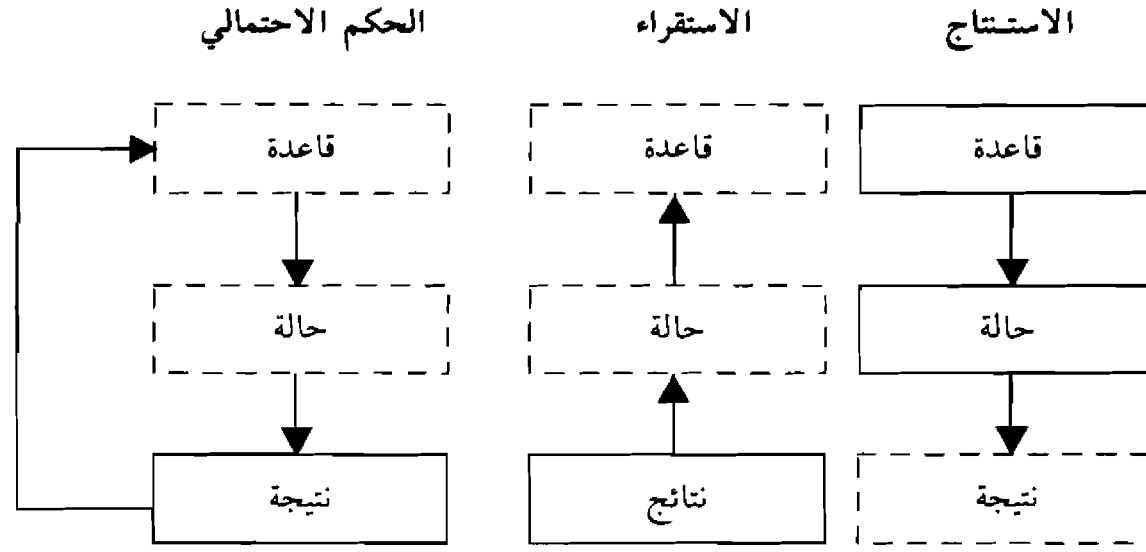 الاستنتاج
الاستقراء
الحكم الاحتمالي
قاعدة
قاعدة
قاعدة
حالة
حالة
حالة
نتيجة
نتائج
نتيجة